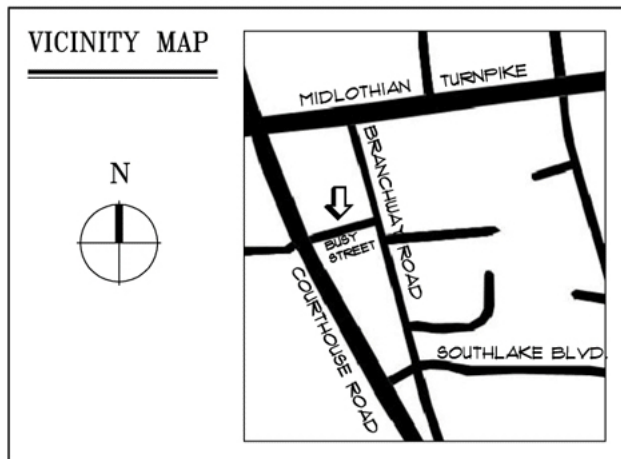 VICINITY MAP
N
MIDLOTHIAN TURNPIKE
BRANCHWAY ROAD
BUSY
STREET
COURTHOUSE ROAD
SOUTHLAKE BLVD.